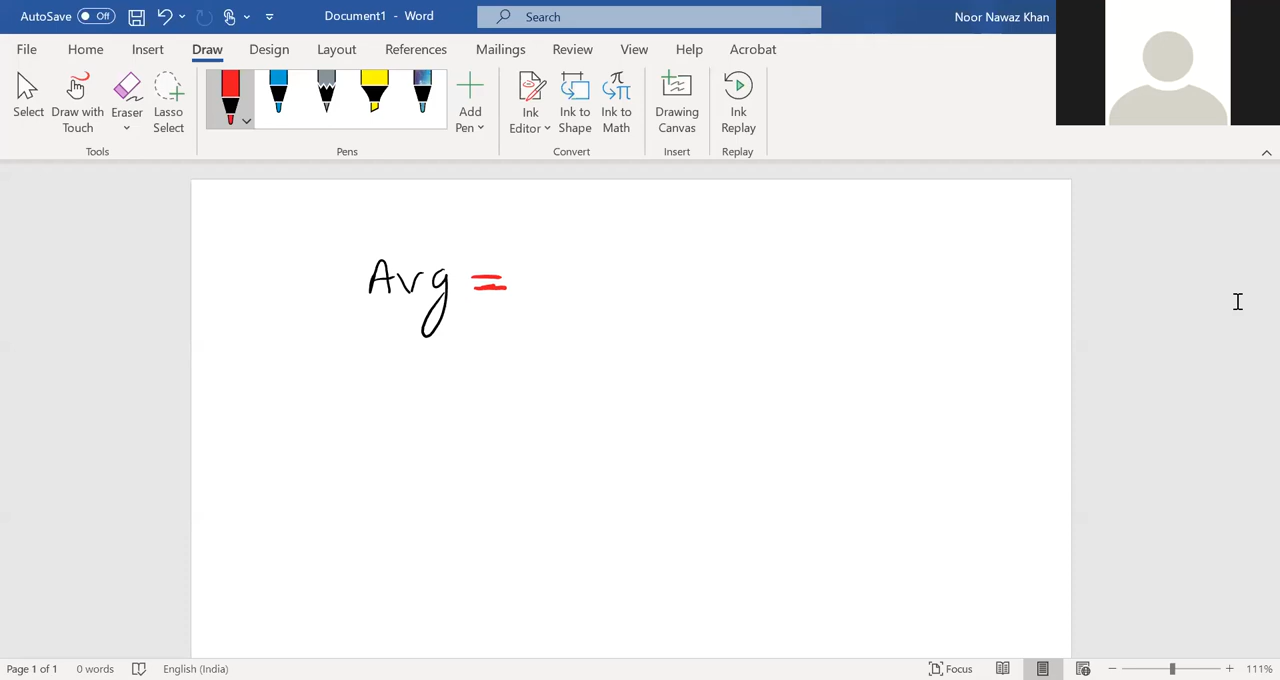 AutoSave Off Document1 - Word Search Noor Nawaz Khan
File Home Insert Draw Design Layout References Mailings Review View Help Acrobat
Select Draw with Touch Eraser Lasso Select Add Pen Ink Editor Ink to Shape Ink to Math Drawing Canvas Ink Replay
Tools Pens Convert Insert Replay
Avg =
Page 1 of 1 0 words English (India) Focus 111%